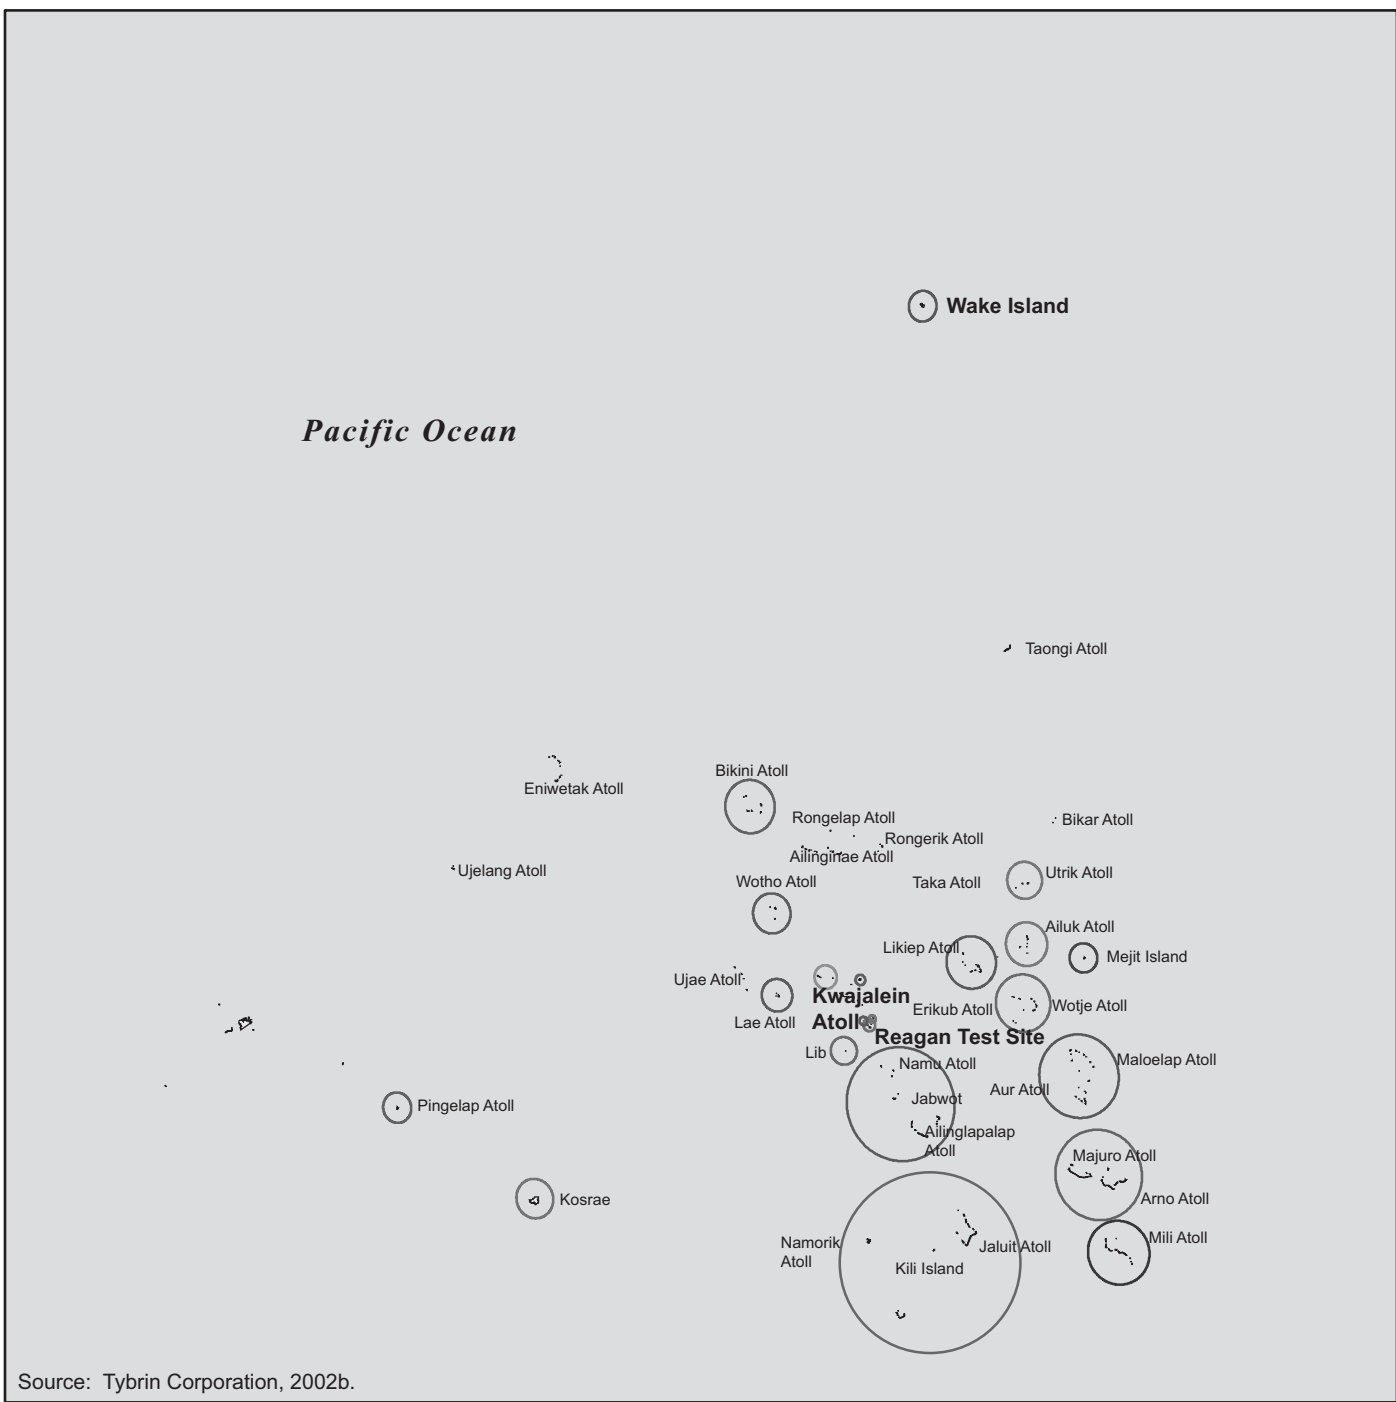 Wake Island
Pacific Ocean
Taongi Atoll
Bikini Atoll
Eniwetak Atoll
Rongelap Atoll
Bikar Atoll
Rongerik Atoll
Ailinginae Atoll
Ujelang Atoll
Utrik Atoll
Wotho Atoll
Taka Atoll
Ailuk Atoll
Likiep Atoll
Mejit Island
Ujae Atoll
Kwajalein
Atoll
Wotje Atoll
Erikub Atoll
Lae Atoll
Reagan Test Site
Lib
Maloelap Atoll
Namu Atoll
Aur Atoll
Jabwot
Pingelap Atoll
Ailinglapalap
Atoll
Majuro Atoll
Kosrae
Arno Atoll
Mili Atoll
Namorik
Atoll
Jaluit Atoll
Kili Island
Source: Tybrin Corporation, 2002b.